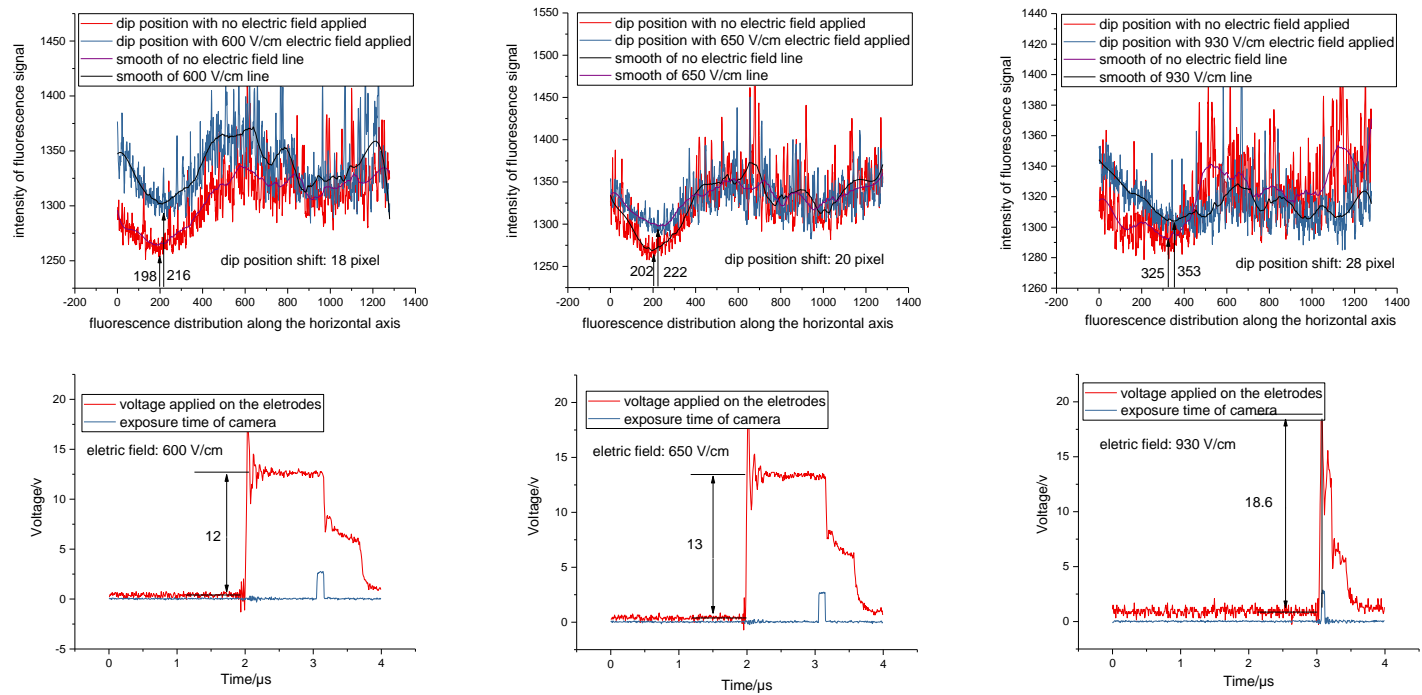 dip position with no electric field applied
dip position with 600 V/cm electric field applied
smooth of no electric field line
smooth of 600 V/cm line
intensity of fluorescence signal
1450
1400
1350
1300
1250
198
216
dip position shift: 18 pixel
-200 0 200 400 600 800 1000 1200 1400
fluorescence distribution along the horizontal axis
dip position with no electric field applied
dip position with 650 V/cm electric field applied
smooth of no electric field line
smooth of 650 V/cm line
intensity of fluorescence signal
1550
1500
1450
1400
1350
1300
1250
202
222
dip position shift: 20 pixel
-200 0 200 400 600 800 1000 1200 1400
fluorescence distribution along the horizontal axis
dip position with no electric field applied
dip position with 930 V/cm electric field applied
smooth of no electric field line
smooth of 930 V/cm line
intensity of fluorescence signal
1440
1420
1400
1380
1360
1340
1320
1300
1280
1260
325
353
dip position shift: 28 pixel
-200 0 200 400 600 800 1000 1200 1400
fluorescence distribution along the horizontal axis
voltage applied on the eletrodes
exposure time of camera
eletric field: 600 V/cm
Voltage/v
20
15
10
5
0
-5
12
0 1 2 3 4
Time/μs
voltage applied on the eletrodes
exposure time of camera
eletric field: 650 V/cm
Voltage/v
20
15
10
5
0
13
0 1 2 3 4
Time/μs
voltage applied on the eletrodes
exposure time of camera
eletric field: 930 V/cm
Voltage/v
20
15
10
5
0
18.6
0 1 2 3 4
Time/μs